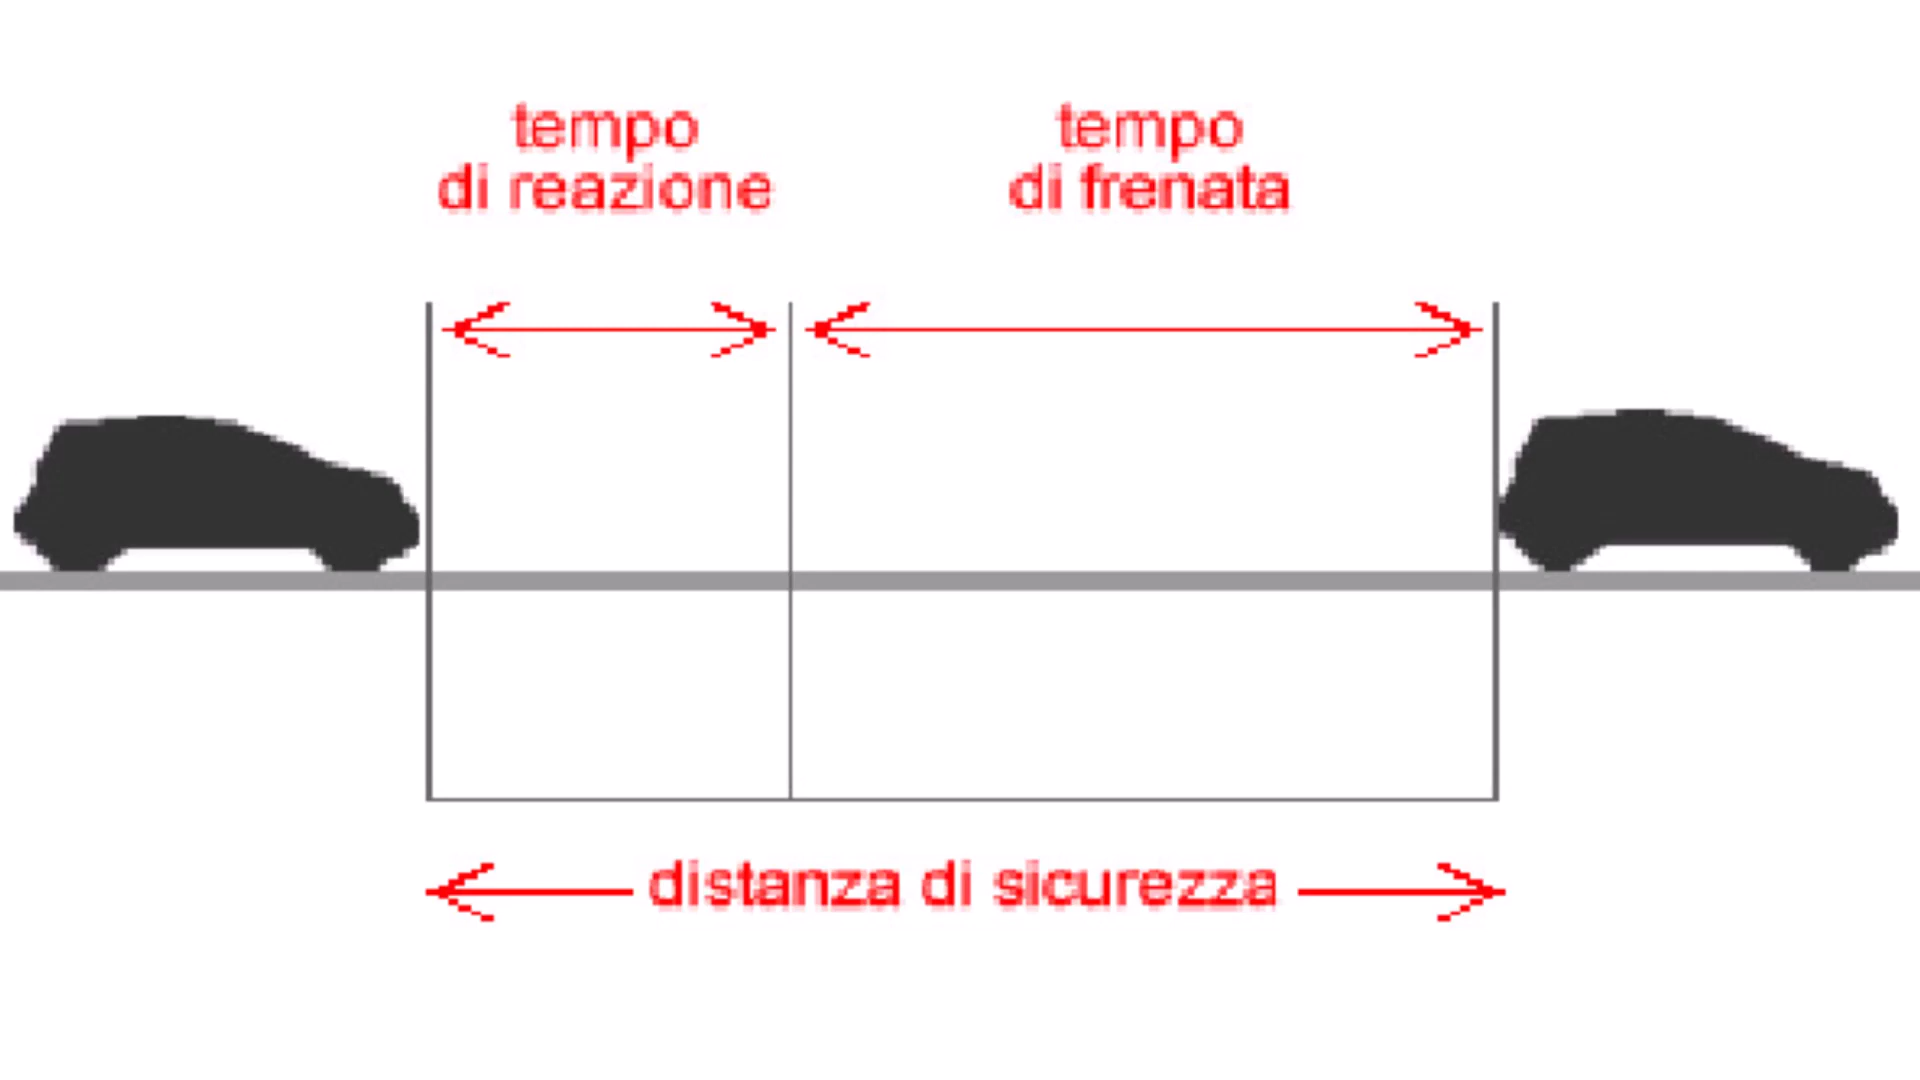 tempo
di reazione
tempo
di frenata
distanza di sicurezza